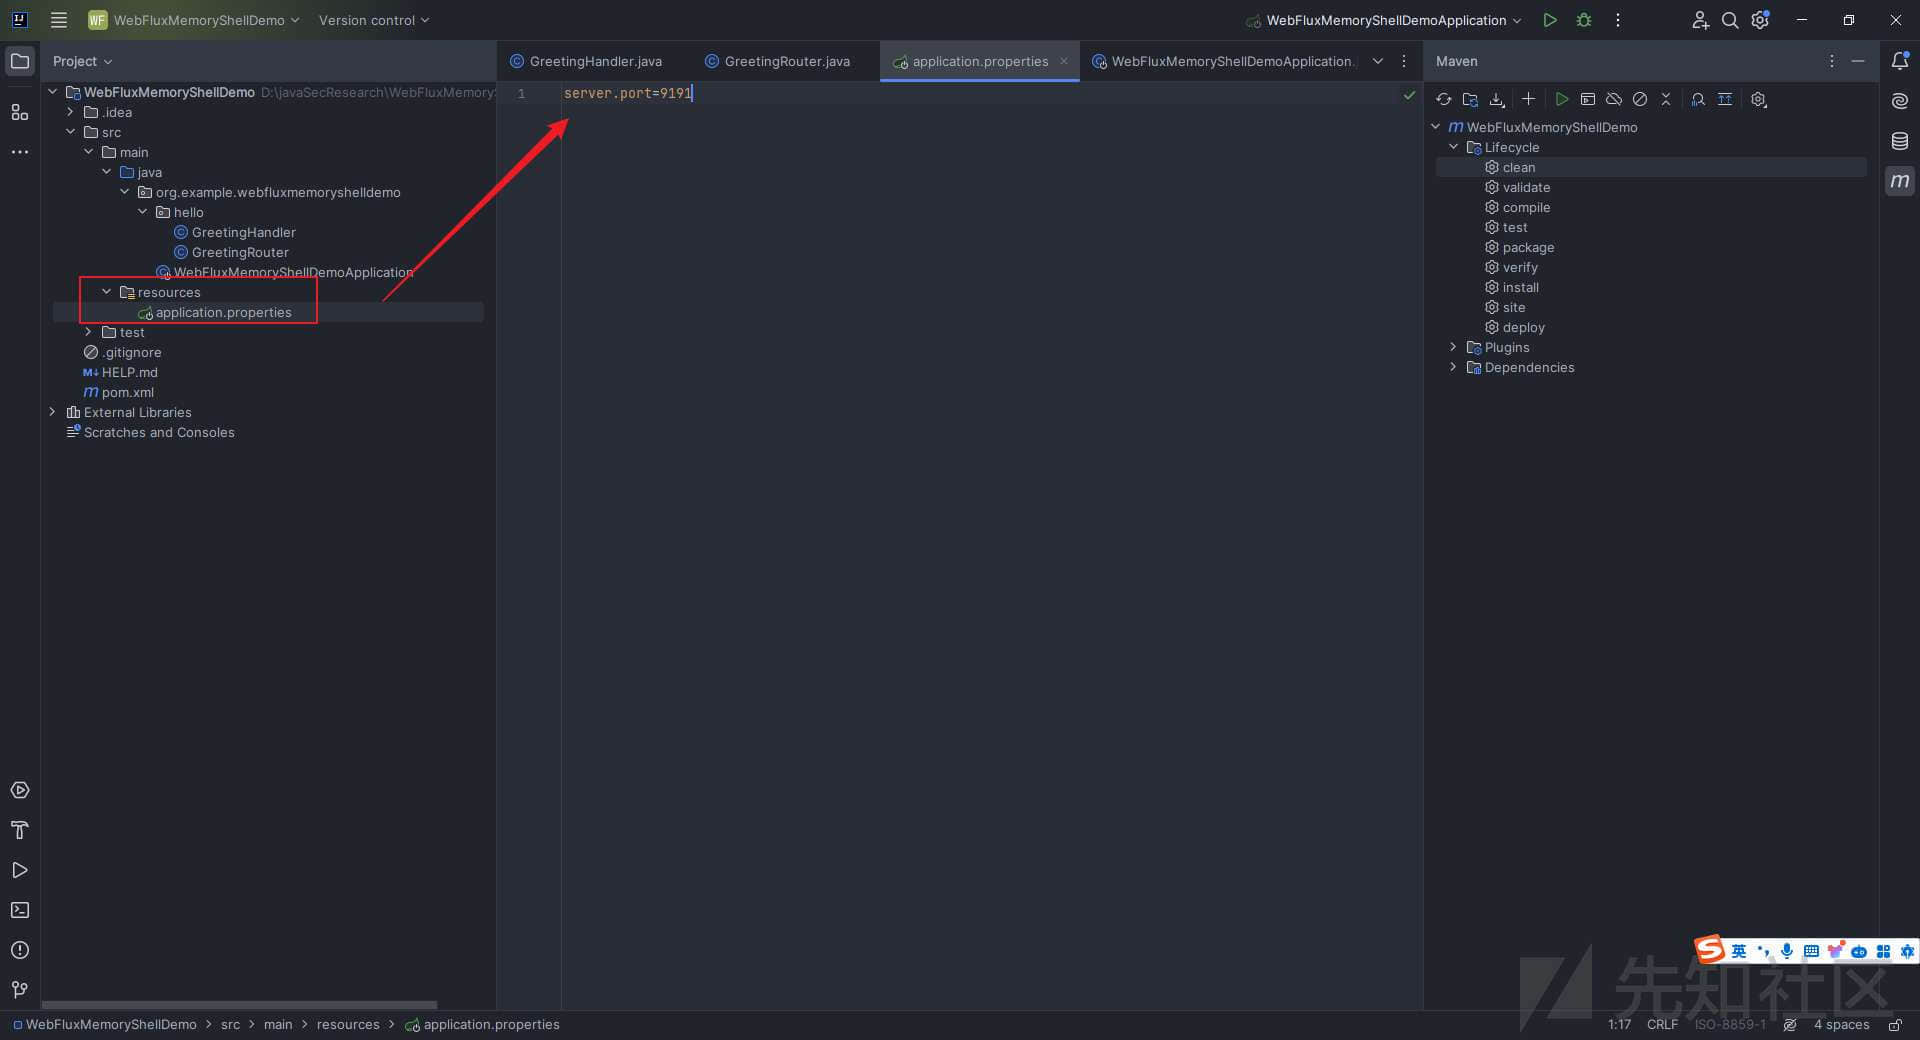 WF WebFluxMemoryShellDemo Version control WebFluxMemoryShellDemoApplication
Project
WebFluxMemoryShellDemo D:\javaSecResearch\WebFluxMemoryS
.idea
src
main
java
org.example.webfluxmemoryshelldemo
hello
GreetingHandler
GreetingRouter
WebFluxMemoryShellDemoApplication
resources
application.properties
test
.gitignore
HELP.md
pom.xml
External Libraries
Scratches and Consoles
GreetingHandler.java GreetingRouter.java application.properties WebFluxMemoryShellDemoApplication.
1 server.port=9191
Maven
WebFluxMemoryShellDemo
Lifecycle
clean
validate
compile
test
package
verify
install
site
deploy
Plugins
Dependencies
英
先知社区
WebFluxMemoryShellDemo > src > main > resources > application.properties 1:17 CRLF ISO-8859-1 4 spaces